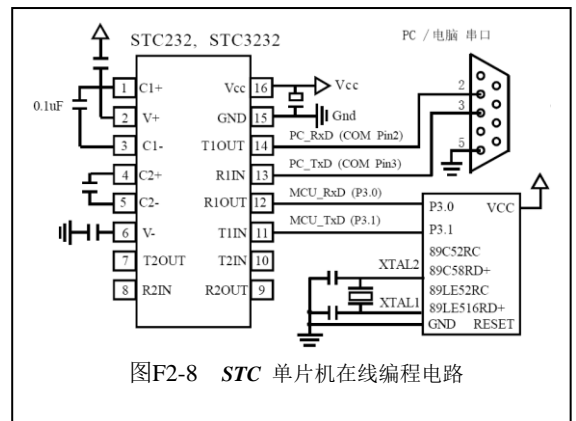 STC232, STC3232
PC / 电脑 串口
0.1uF
1 C1+
2 V+
3 C1-
4 C2+
5 C2-
6 V-
7 T2OUT
8 R2IN
Vcc 16
GND 15
T1OUT 14
R1IN 13
R1OUT 12
T1IN 11
T2IN 10
R2OUT 9
Vcc
Gnd
PC_RxD (COM Pin2)
PC_TxD (COM Pin3)
MCU_RxD (P3.0)
MCU_TxD (P3.1)
2
3
5
P3.0 VCC
P3.1
89C52RC
89C58RD+
89LE52RC
89LE516RD+
GND RESET
XTAL2
XTAL1
图F2-8 STC 单片机在线编程电路